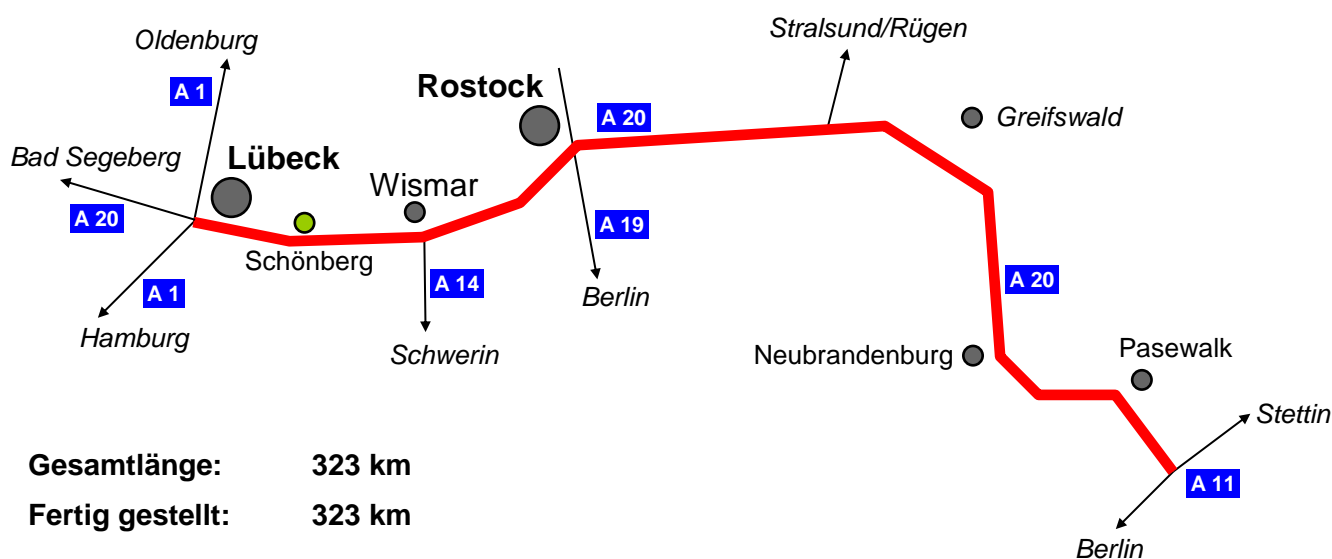 Stralsund/Rügen
Oldenburg
A 1
Rostock
A 20
Greifswald
Bad Segeberg
Lübeck
Wismar
A 20
A 19
Schönberg
A 14
A 1
A 20
Berlin
Hamburg
Schwerin
Neubrandenburg
Pasewalk
Stettin
Gesamtlänge: 323 km
A 11
Fertig gestellt: 323 km
Berlin